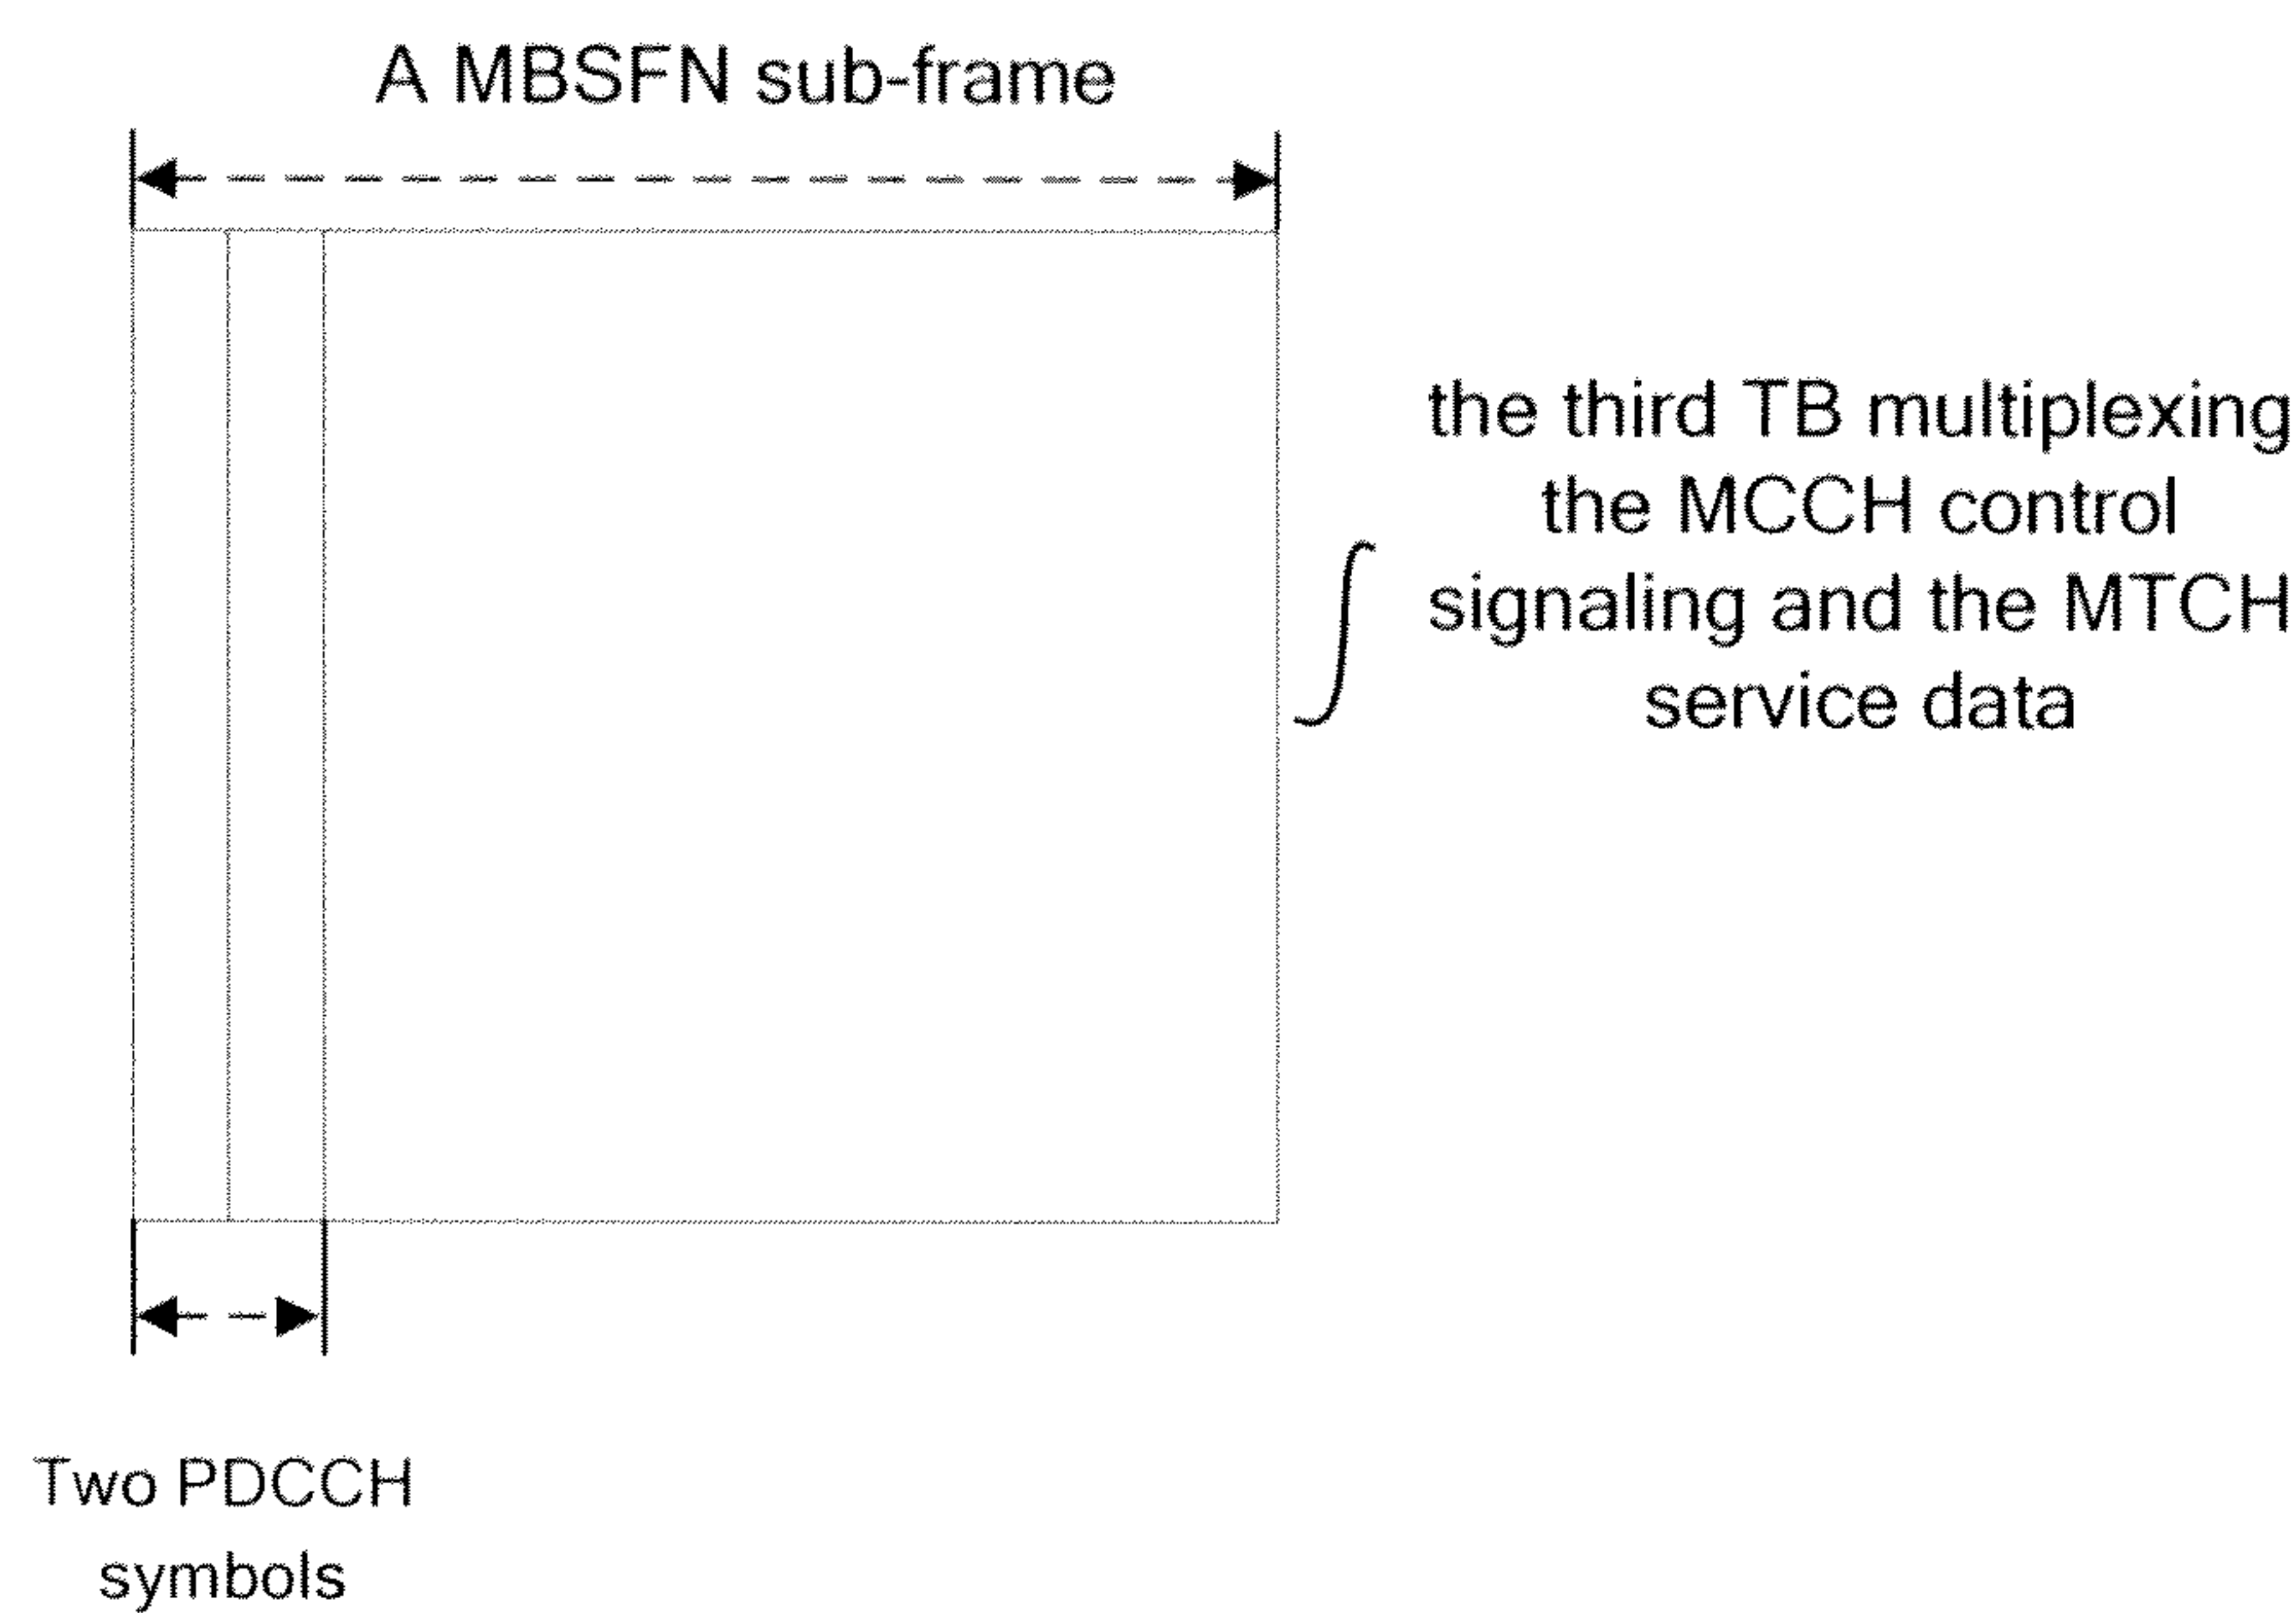 A MBSFN sub-frame
the third TB multiplexing
the MCCH control
signaling and the MTCH
service data
Two PDCCH
symbols